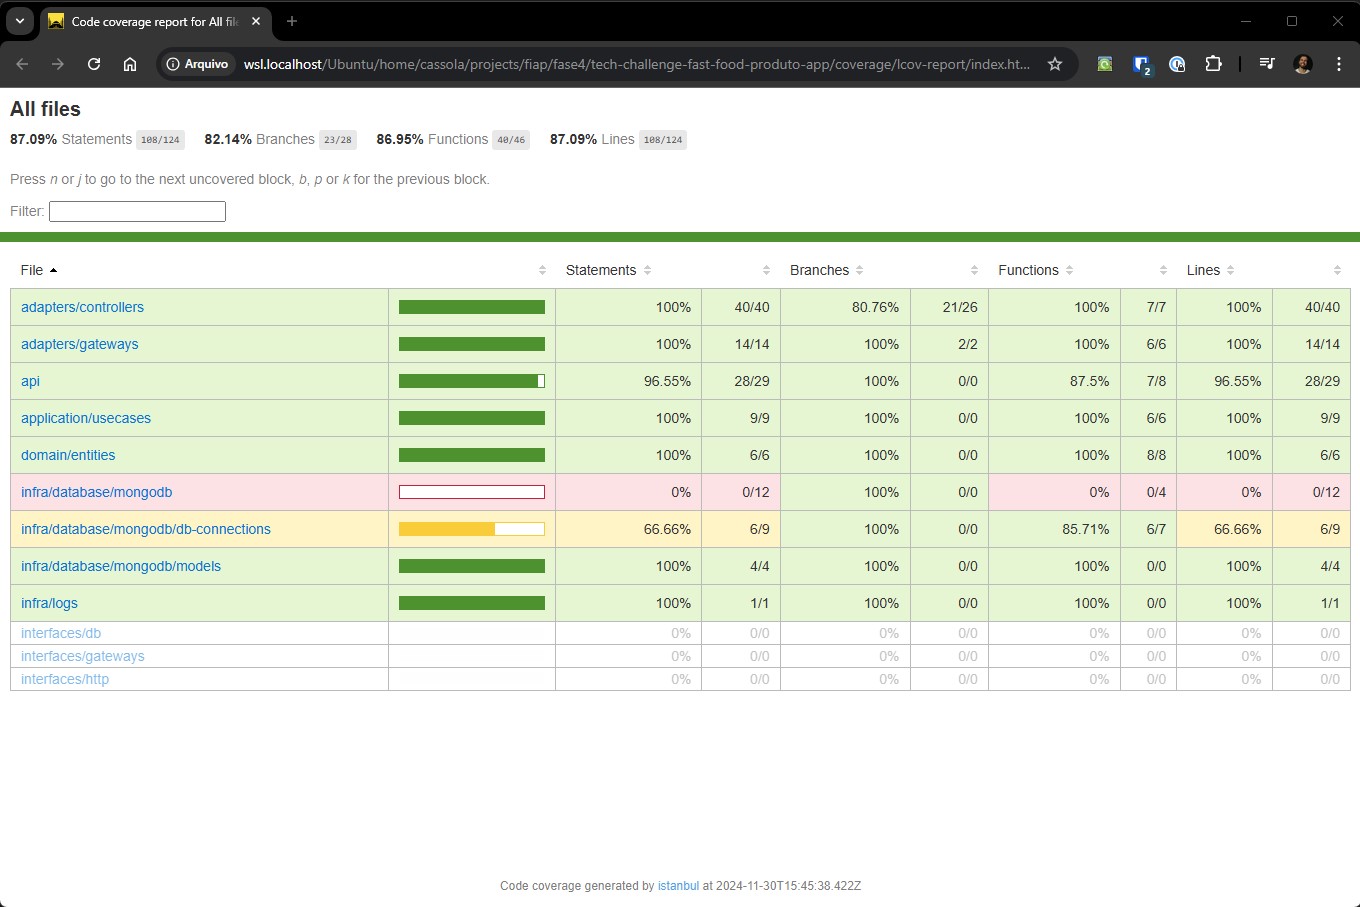 Code coverage report for All fil
Arquivo wsl.localhost/Ubuntu/home/cassola/projects/fiap/fase4/tech-challenge-fast-food-produto-app/coverage/lcov-report/index.ht... 2
All files
87.09% Statements 108/124 82.14% Branches 23/28 86.95% Functions 40/46 87.09% Lines 108/124
Press n or j to go to the next uncovered block, b, p or k for the previous block.
Filter:
File Statements Branches Functions Lines
adapters/controllers 100% 40/40 80.76% 21/26 100% 7/7 100% 40/40
adapters/gateways 100% 14/14 100% 2/2 100% 6/6 100% 14/14
api 96.55% 28/29 100% 0/0 87.5% 7/8 96.55% 28/29
application/usecases 100% 9/9 100% 0/0 100% 6/6 100% 9/9
domain/entities 100% 6/6 100% 0/0 100% 8/8 100% 6/6
infra/database/mongodb 0% 0/12 100% 0/0 0% 0/4 0% 0/12
infra/database/mongodb/db-connections 66.66% 6/9 100% 0/0 85.71% 6/7 66.66% 6/9
infra/database/mongodb/models 100% 4/4 100% 0/0 100% 0/0 100% 4/4
infra/logs 100% 1/1 100% 0/0 100% 0/0 100% 1/1
interfaces/db 0% 0/0 0% 0/0 0% 0/0 0% 0/0
interfaces/gateways 0% 0/0 0% 0/0 0% 0/0 0% 0/0
interfaces/http 0% 0/0 0% 0/0 0% 0/0 0% 0/0
Code coverage generated by istanbul at 2024-11-30T15:45:38.422Z